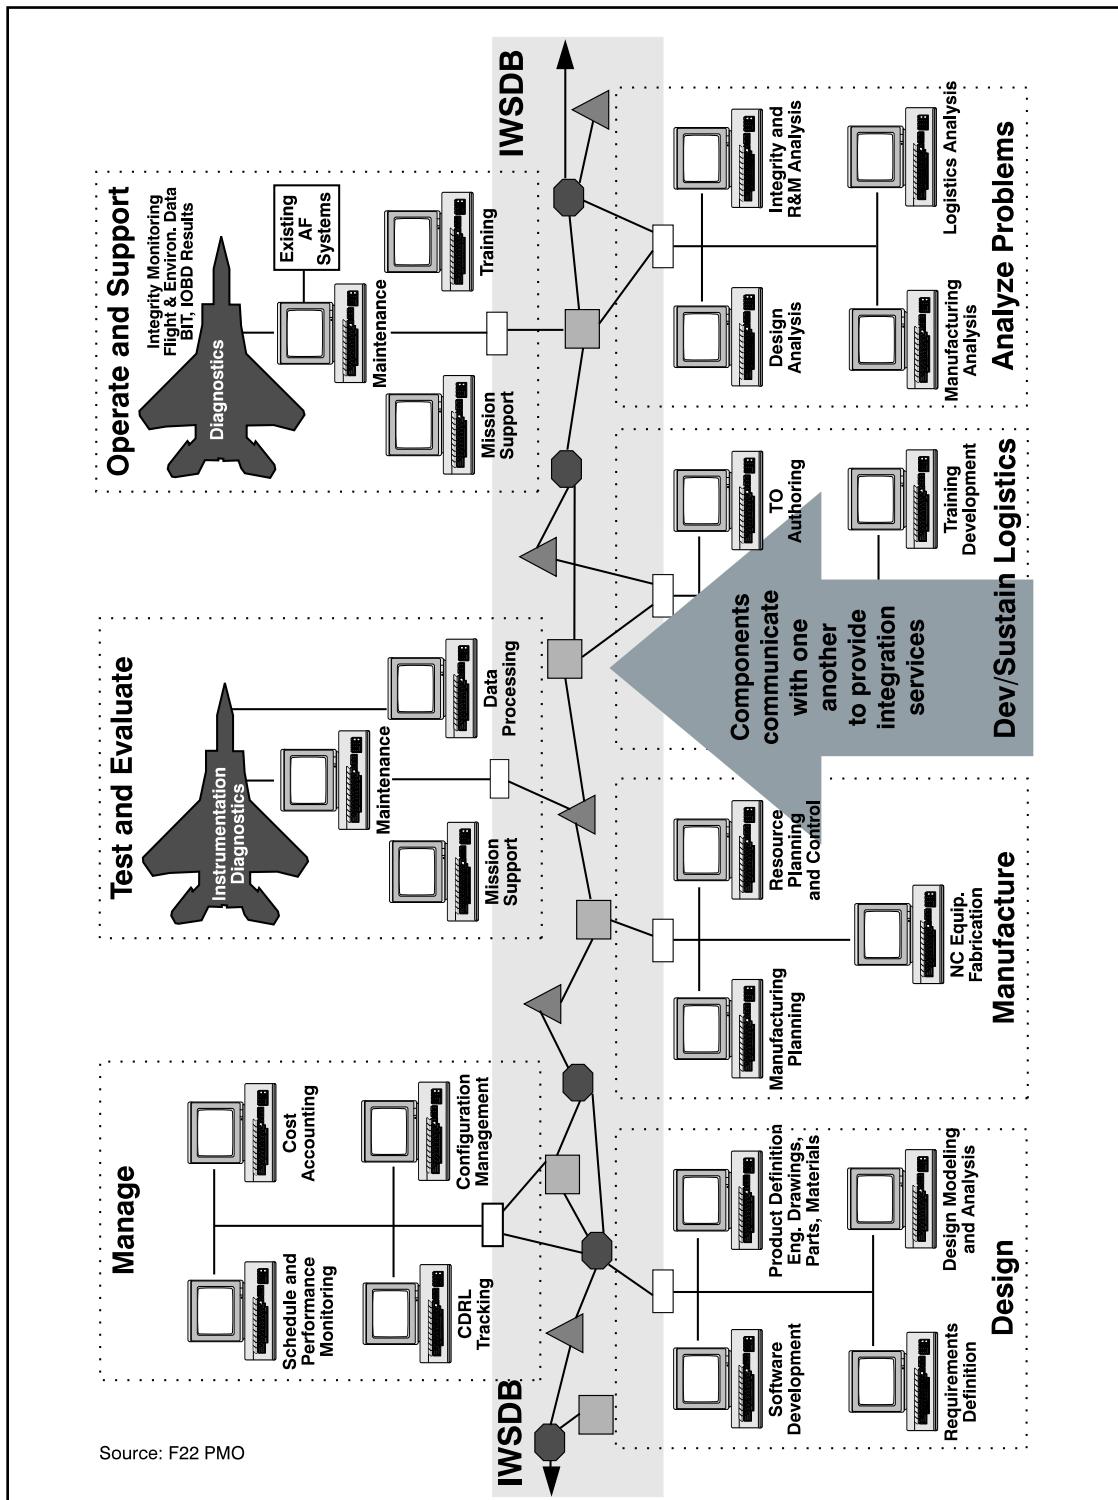 Manage
Schedule and
Performance
Monitoring
Cost
Accounting
CDRL
Tracking
Configuration
Management
Test and Evaluate
Instrumentation
Diagnostics
Maintenance
Mission
Support
Data
Processing
Operate and Support
Diagnostics
Integrity Monitoring
Flight & Environ. Data
BIT, IOBD Results
Existing
AF
Systems
Maintenance
Mission
Support
Training
IWSDB
IWSDB
Software
Development
Product Definition
Eng. Drawings,
Parts, Materials
Requirements
Definition
Design Modeling
and Analysis
Design
Manufacturing
Planning
Resource
Planning
and Control
NC Equip.
Fabrication
Manufacture
Components
communicate
with one
another
to provide
integration
services
TO
Authoring
Training
Development
Dev/Sustain Logistics
Design
Analysis
Integrity and
R&M Analysis
Manufacturing
Analysis
Logistics Analysis
Analyze Problems
Source: F22 PMO